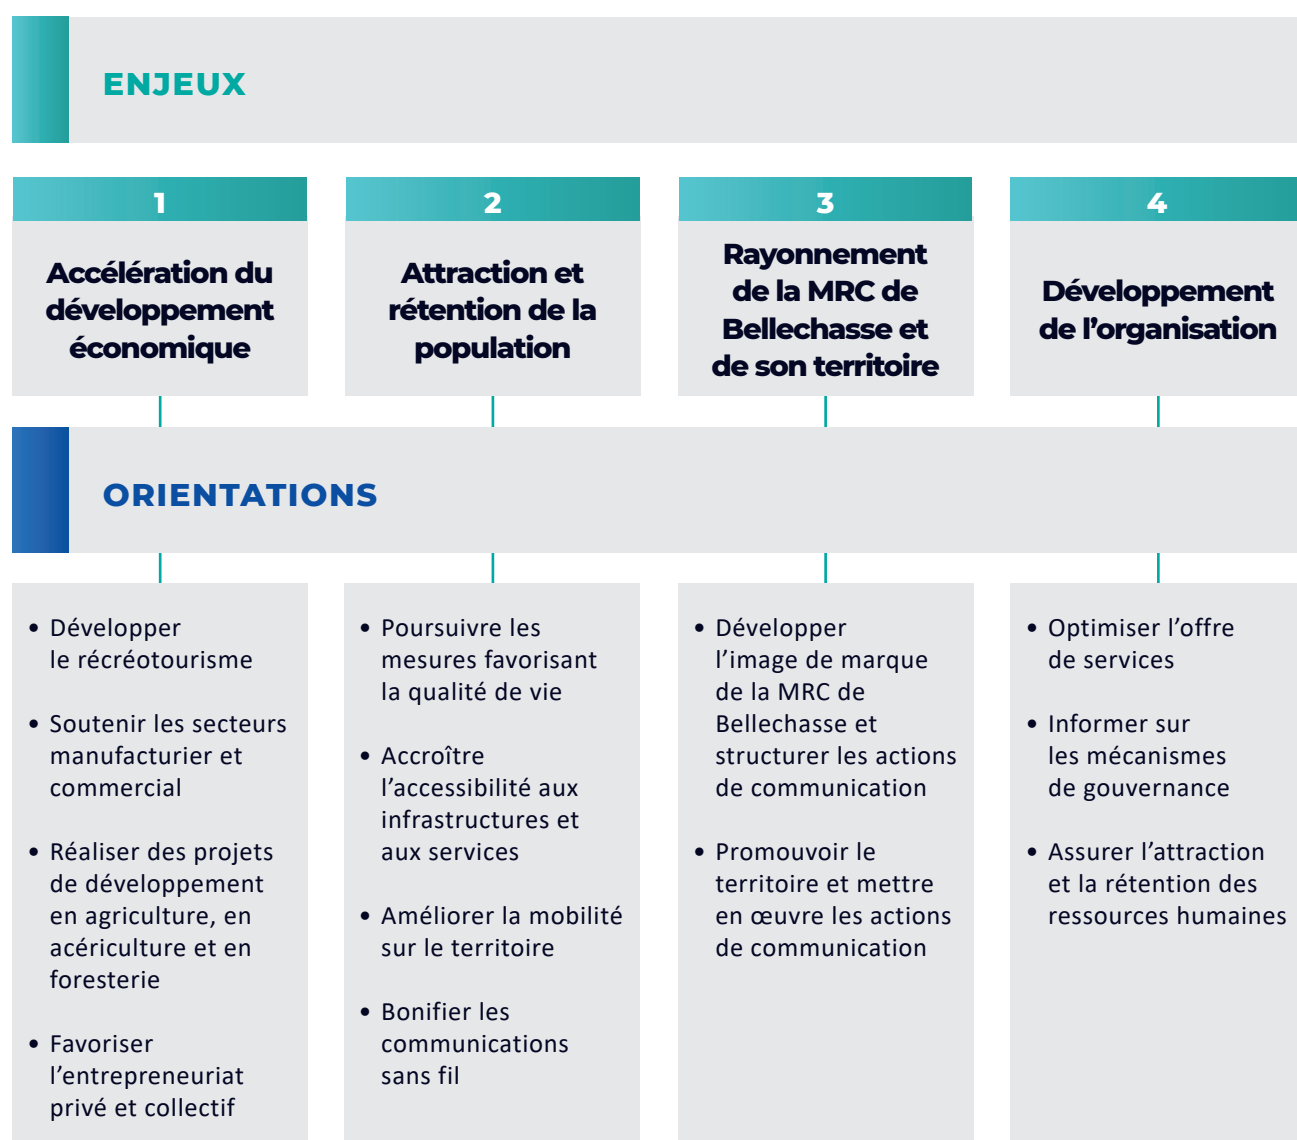 ENJEUX
1
Accélération du
développement
économique
2
Attraction et
rétention de la
population
3
Rayonnement
de la MRC de
Bellechasse et
de son territoire
4
Développement
de l’organisation
ORIENTATIONS
• Développer
le récréotourisme
• Soutenir les secteurs
manufacturier et
commercial
• Réaliser des projets
de développement
en agriculture, en
acériculture et en
foresterie
• Favoriser
l’entrepreneuriat
privé et collectif
• Poursuivre les
mesures favorisant
la qualité de vie
• Accroître
l’accessibilité aux
infrastructures et
aux services
• Améliorer la mobilité
sur le territoire
• Bonifier les
communications
sans fil
• Développer
l’image de marque
de la MRC de
Bellechasse et
structurer les actions
de communication
• Promouvoir le
territoire et mettre
en œuvre les actions
de communication
• Optimiser l’offre
de services
• Informer sur
les mécanismes
de gouvernance
• Assurer l’attraction
et la rétention des
ressources humaines